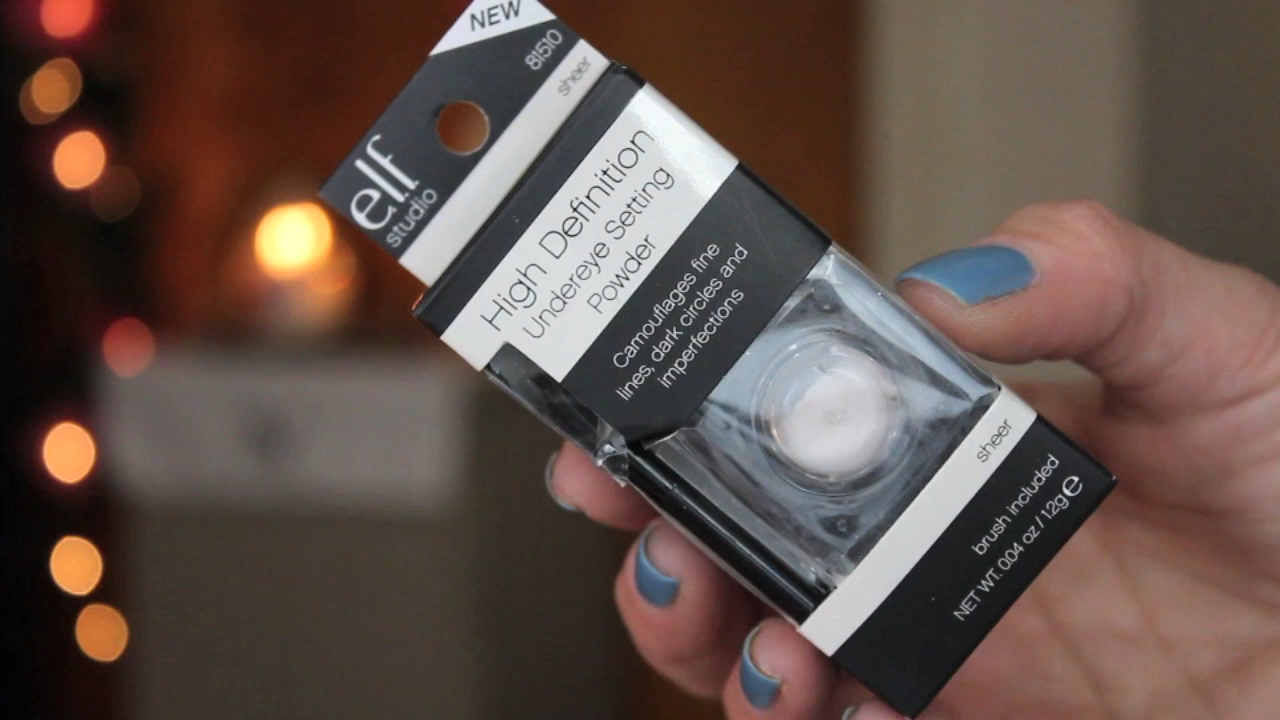 NEW
81510
sheer
e.l.f.
studio
High Definition
Undereye Setting
Powder
Camouflages fine
lines, dark circles and
imperfections
sheer
brush included
NET WT. 0.04 oz / 1.2g e